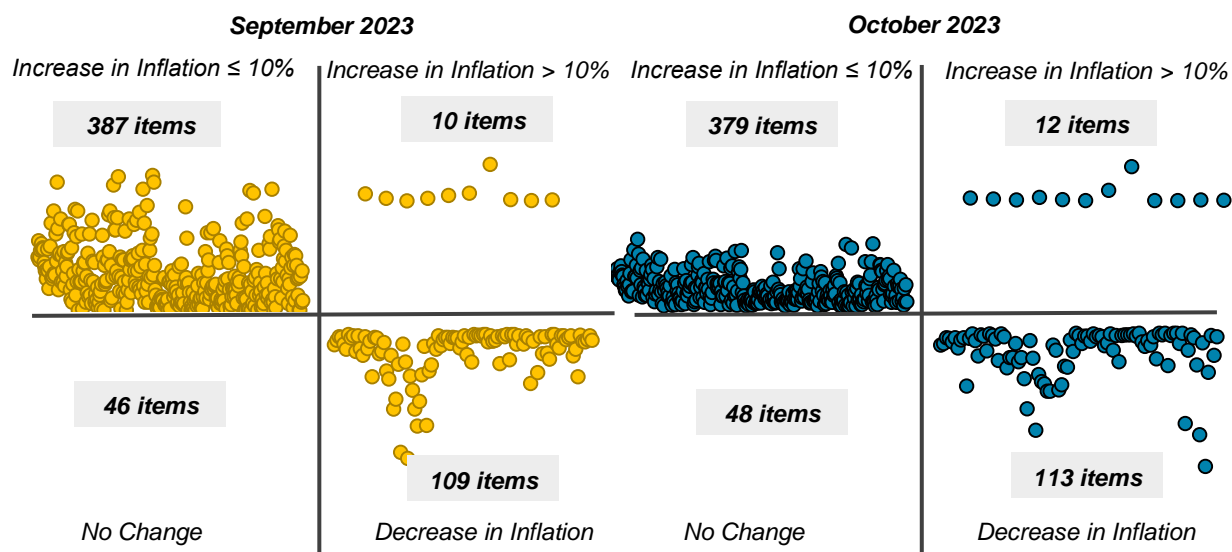 September 2023
Increase in Inflation ≤ 10%
Increase in Inflation > 10%
387 items
10 items
46 items
109 items
No Change
Decrease in Inflation
October 2023
Increase in Inflation ≤ 10%
Increase in Inflation > 10%
379 items
12 items
48 items
113 items
No Change
Decrease in Inflation